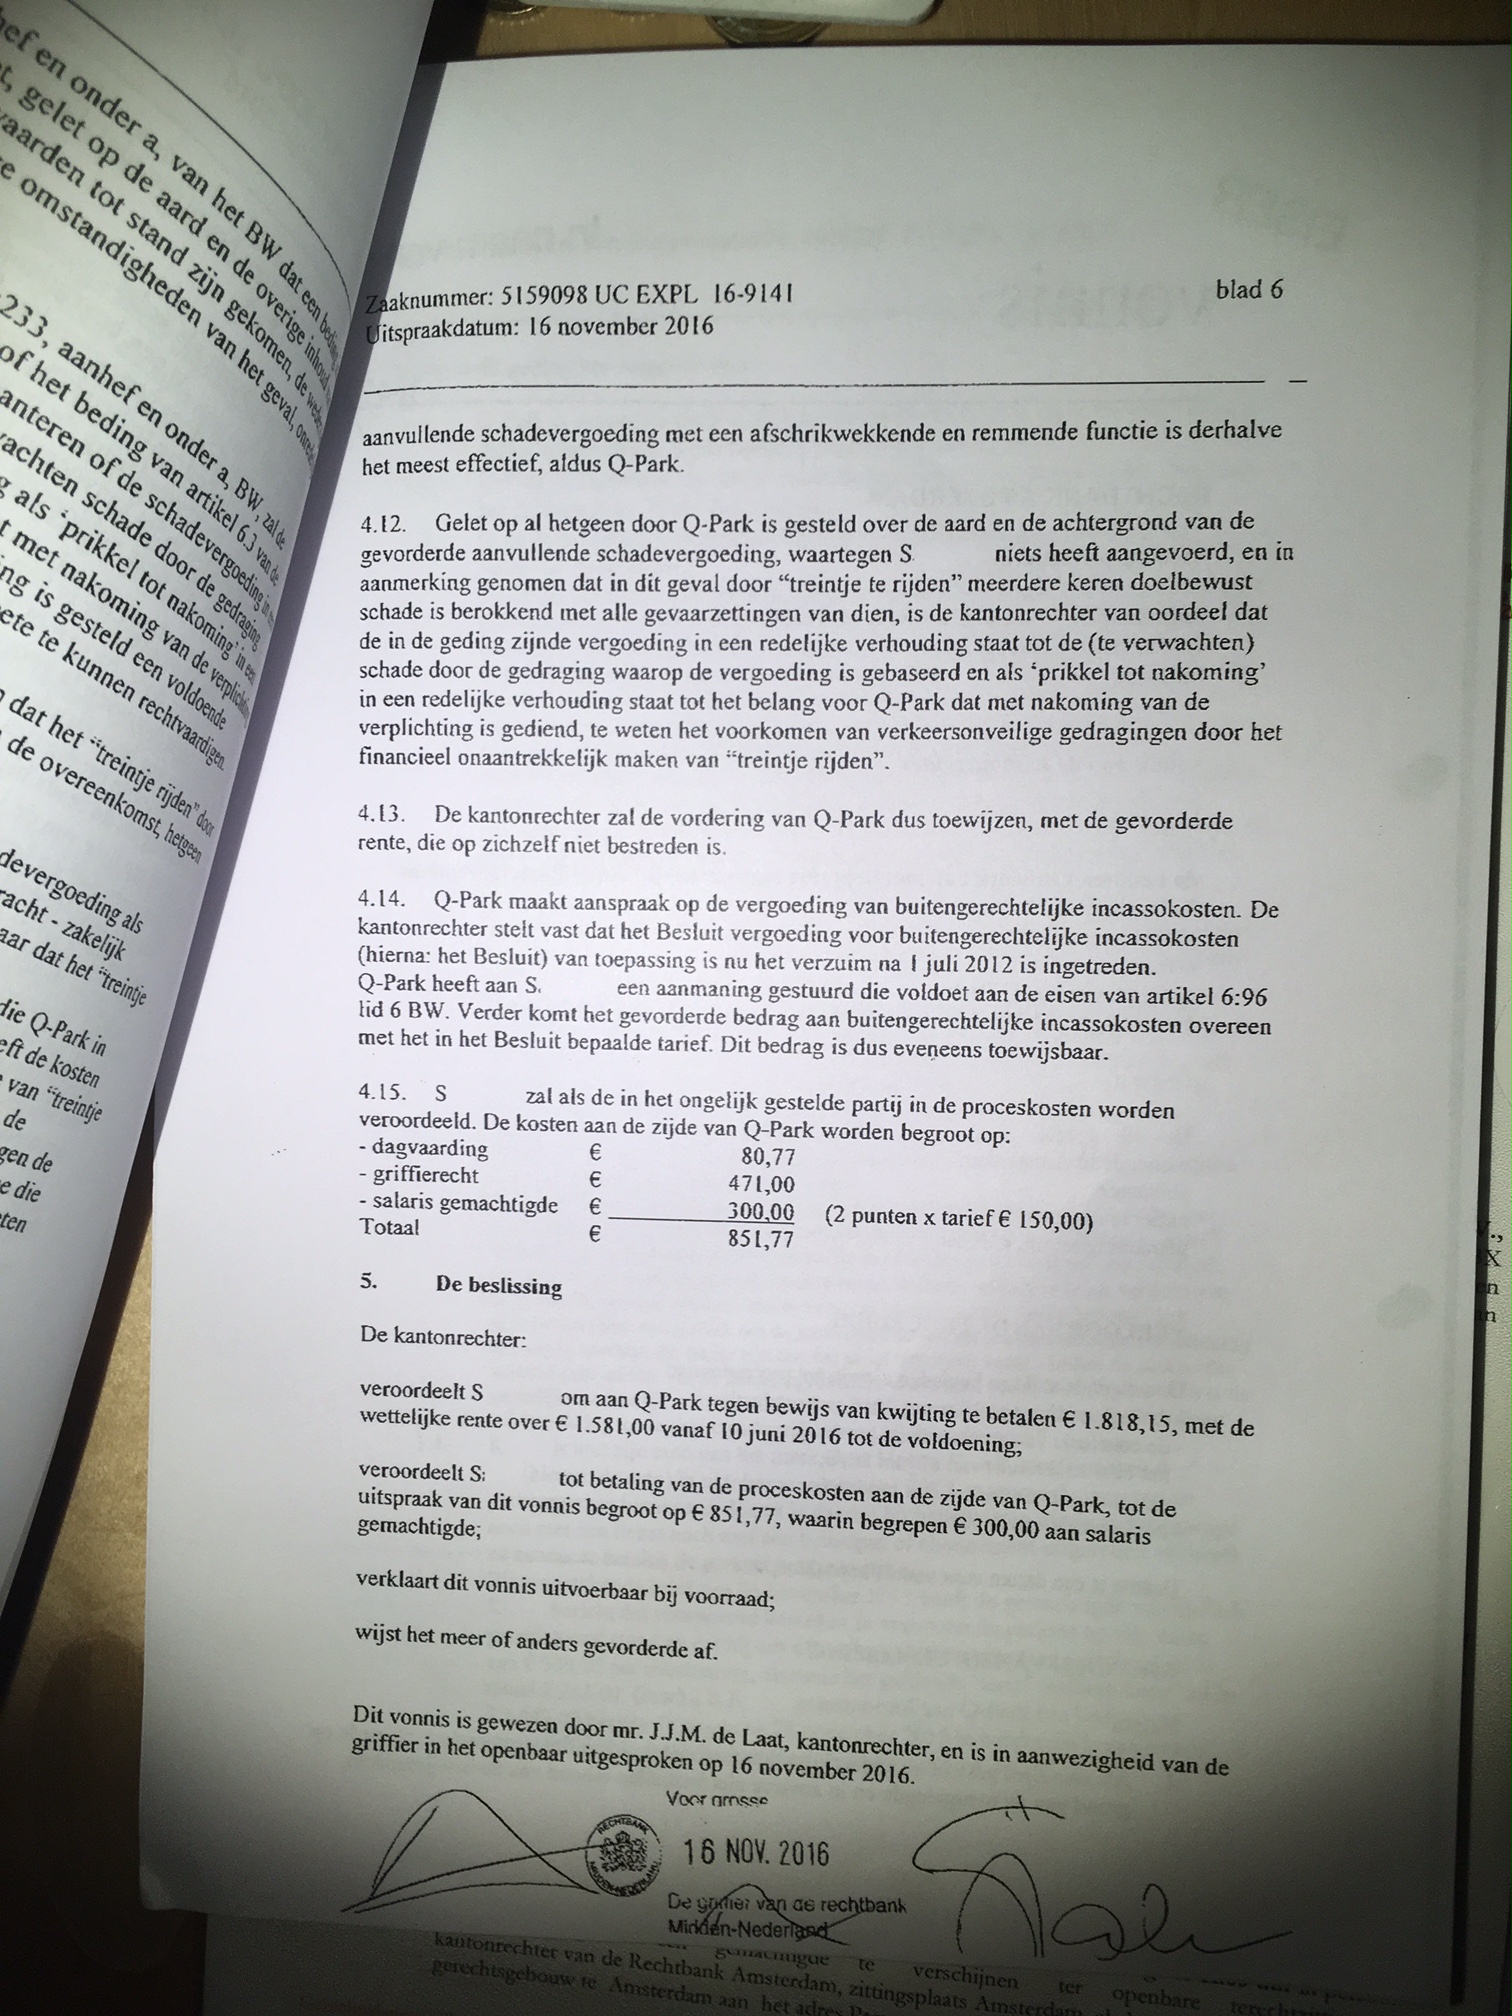 hef en onder a, van het BW dat een beding
t, gelet op de aard en de overige inhoud
vaarden tot stand zijn gekomen, de
e omstandigheden van het geval,
233, aanhef en onder a, BW, zal de
of het beding van artikel 6.3 van de
anteren of de schadevergoeding in
achten schade door de gedraging
g als ‘prikkel tot nakoming’ in een
t met nakoming van de verplichting
ing is gesteld een voldoende
ete te kunnen rechtvaardigen.
dat het “treintje rijden” door
de overeenkomst, hetgeen
devergoeding als
racht - zakelijk
aar dat het “treintje
die Q-Park in
eft de kosten
van “treintje
de
gen de
e die
ten
Zaaknummer: 5159098 UC EXPL 16-9141
blad 6
Uitspraakdatum: 16 november 2016
aanvullende schadevergoeding met een afschrikwekkende en remmende functie is derhalve
het meest effectief, aldus Q-Park.
4.12. Gelet op al hetgeen door Q-Park is gesteld over de aard en de achtergrond van de
gevorderde aanvullende schadevergoeding, waartegen S niets heeft aangevoerd, en in
aanmerking genomen dat in dit geval door “treintje te rijden” meerdere keren doelbewust
schade is berokkend met alle gevaarzettingen van dien, is de kantonrechter van oordeel dat
de in de geding zijnde vergoeding in een redelijke verhouding staat tot de (te verwachten)
schade door de gedraging waarop de vergoeding is gebaseerd en als ‘prikkel tot nakoming’
in een redelijke verhouding staat tot het belang voor Q-Park dat met nakoming van de
verplichting is gediend, te weten het voorkomen van verkeersonveilige gedragingen door het
financieel onaantrekkelijk maken van “treintje rijden”.
4.13. De kantonrechter zal de vordering van Q-Park dus toewijzen, met de gevorderde
rente, die op zichzelf niet bestreden is.
4.14. Q-Park maakt aanspraak op de vergoeding van buitengerechtelijke incassokosten. De
kantonrechter stelt vast dat het Besluit vergoeding voor buitengerechtelijke incassokosten
(hierna: het Besluit) van toepassing is nu het verzuim na 1 juli 2012 is ingetreden.
Q-Park heeft aan S. een aanmaning gestuurd die voldoet aan de eisen van artikel 6:96
lid 6 BW. Verder komt het gevorderde bedrag aan buitengerechtelijke incassokosten overeen
met het in het Besluit bepaalde tarief. Dit bedrag is dus eveneens toewijsbaar.
4.15. S zal als de in het ongelijk gestelde partij in de proceskosten worden
veroordeeld. De kosten aan de zijde van Q-Park worden begroot op:
- dagvaarding € 80,77
- griffierecht € 471,00
- salaris gemachtigde € 300,00 (2 punten x tarief € 150,00)
Totaal € 851,77
5. De beslissing
De kantonrechter:
veroordeelt S om aan Q-Park tegen bewijs van kwijting te betalen € 1.818,15, met de
wettelijke rente over € 1.581,00 vanaf 10 juni 2016 tot de voldoening;
veroordeelt S tot betaling van de proceskosten aan de zijde van Q-Park, tot de
uitspraak van dit vonnis begroot op € 851,77, waarin begrepen € 300,00 aan salaris
gemachtigde;
verklaart dit vonnis uitvoerbaar bij voorraad;
wijst het meer of anders gevorderde af.
Dit vonnis is gewezen door mr. J.J.M. de Laat, kantonrechter, en is in aanwezigheid van de
griffier in het openbaar uitgesproken op 16 november 2016.
Voor grosse
RECHTBANK
MIDDEN-NEDERLAND
16 NOV. 2016
De griffier van de rechtbank
Midden-Nederland
te verschijnen ter openbare
kantonrechter van de Rechtbank Amsterdam, zittingsplaats Amsterdam
gerechtsgebouw te Amsterdam aan het adres